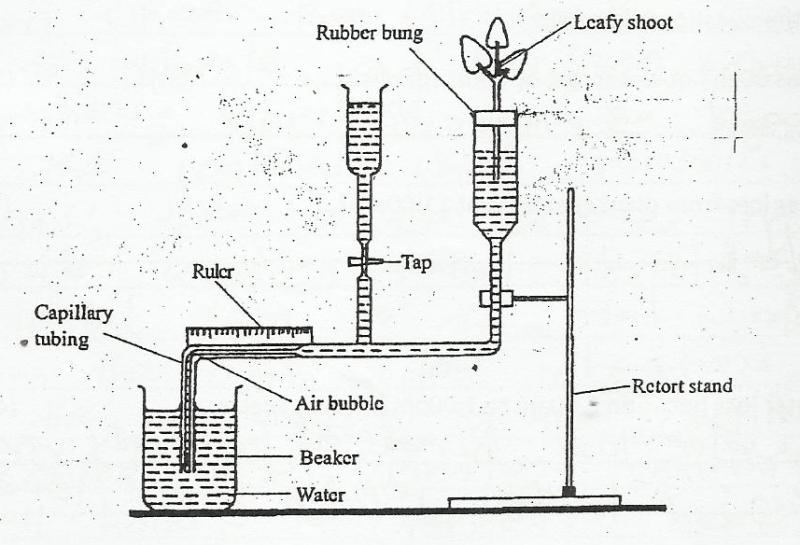 Rubber bung
Leafy shoot
Tap
Ruler
Capillary
tubing
Air bubble
Retort stand
Beaker
Water